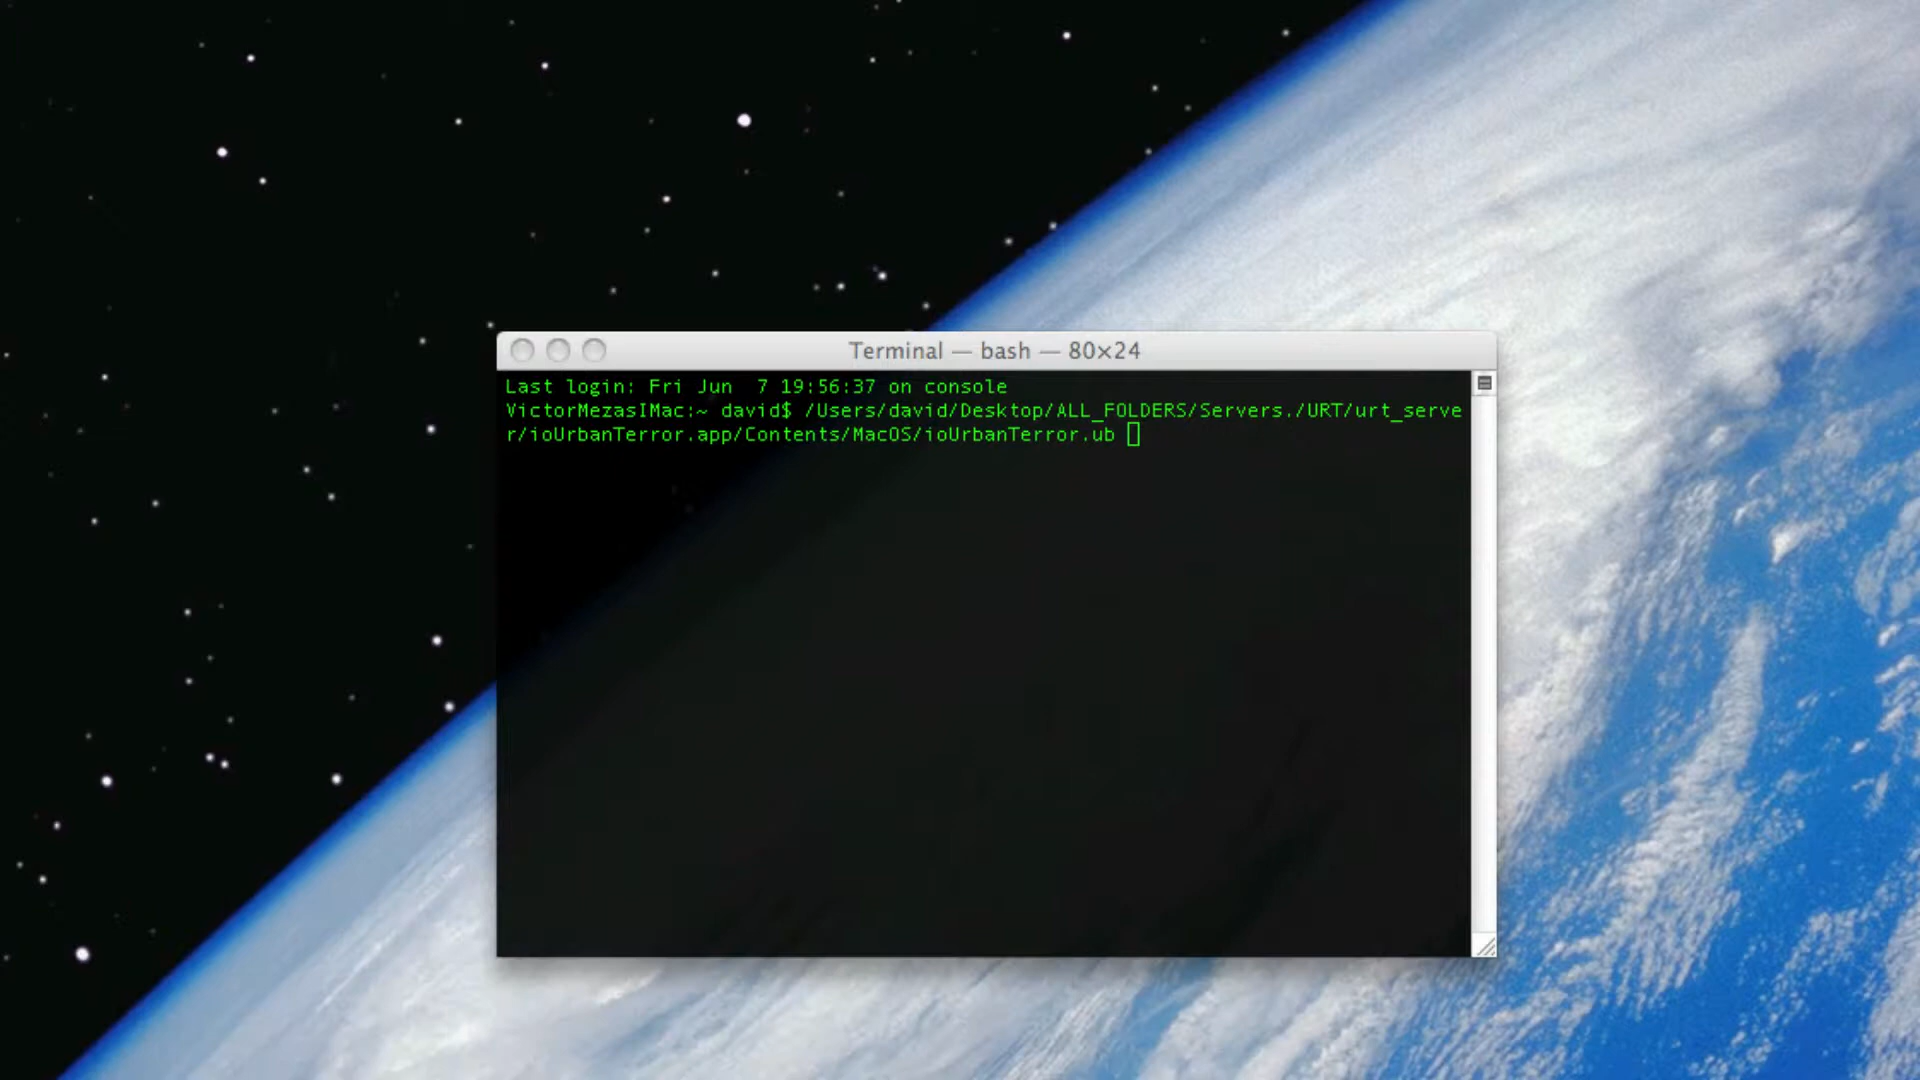 Terminal — bash — 80×24
Last login: Fri Jun  7 19:56:37 on console
VictorMezasIMac:~ david$ /Users/david/Desktop/ALL_FOLDERS/Servers./URT/urt_serve
r/ioUrbanTerror.app/Contents/MacOS/ioUrbanTerror.ub